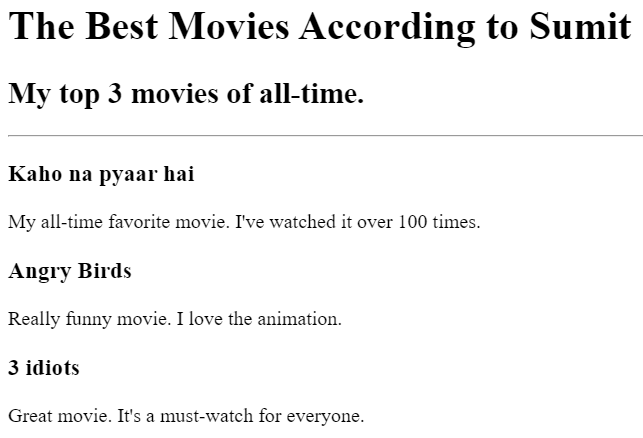 The Best Movies According to Sumit
My top 3 movies of all-time.
Kaho na pyaar hai
My all-time favorite movie. I've watched it over 100 times.
Angry Birds
Really funny movie. I love the animation.
3 idiots
Great movie. It's a must-watch for everyone.